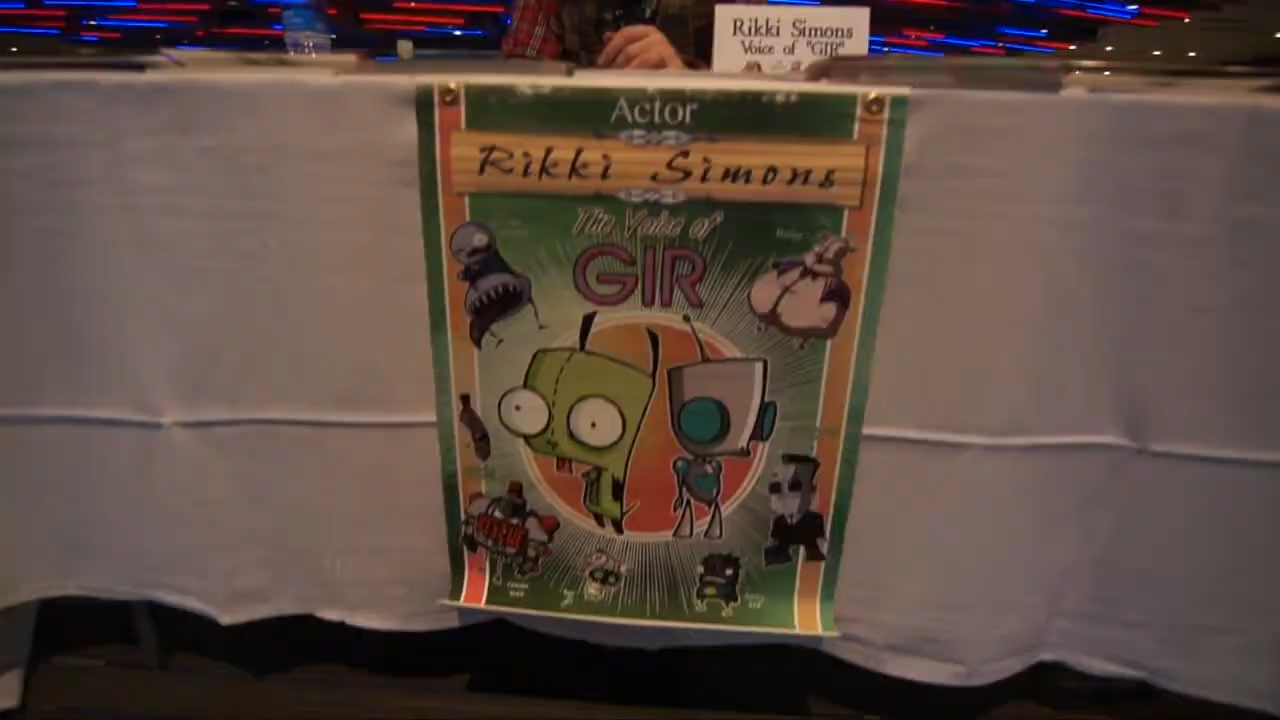 Rikki Simons
Voice of "GIR"
Actor
Rikki Simons
The Voice of
GIR